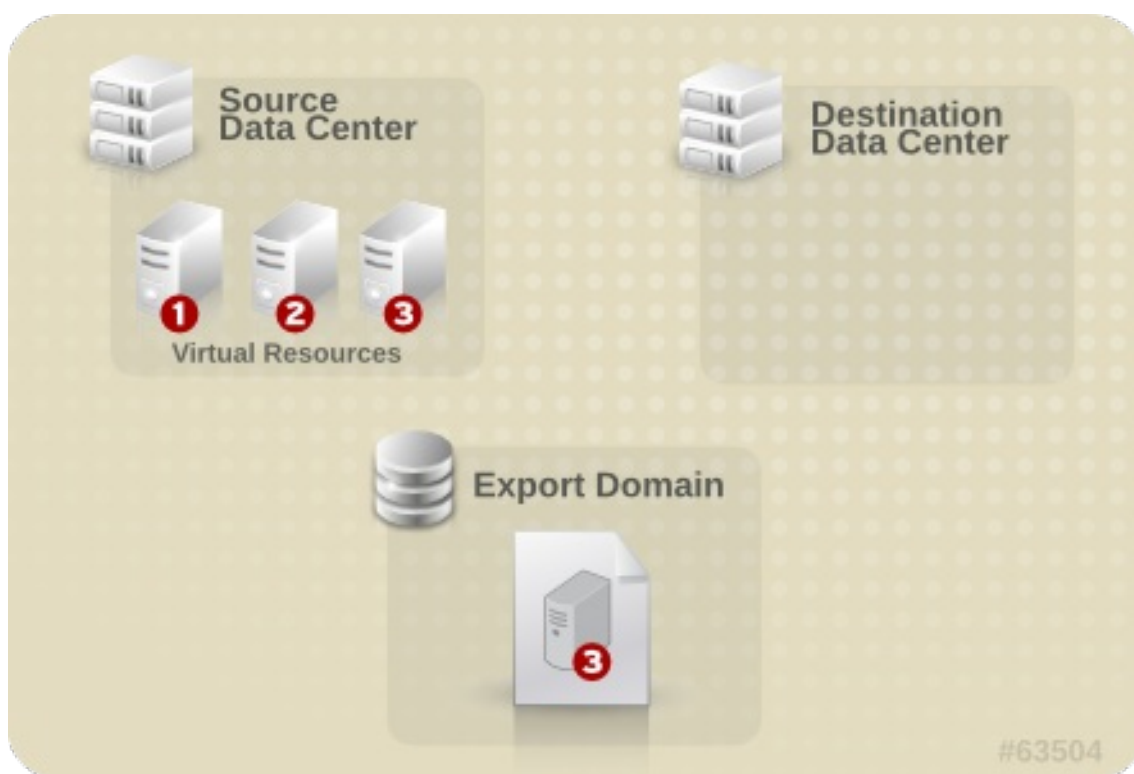 Source
Data Center
Destination
Data Center
1
2
3
Virtual Resources
Export Domain
3
#63504